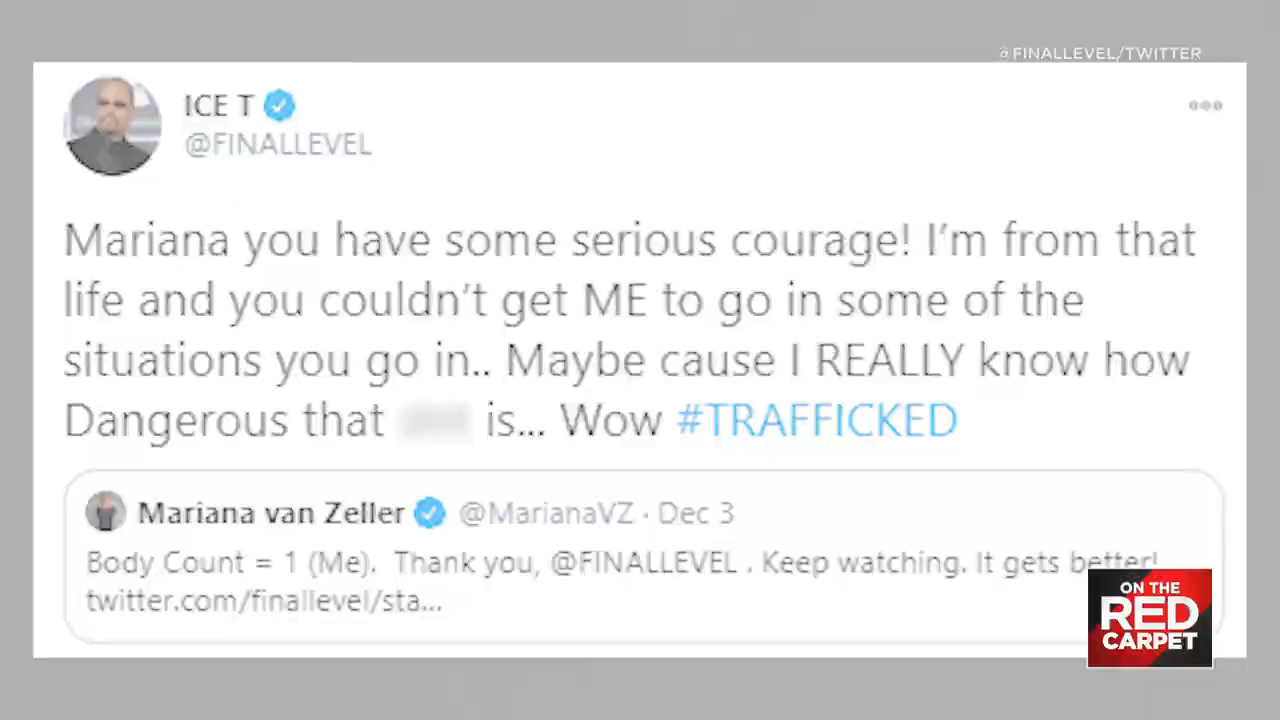 @FINALLEVEL/TWITTER
ICE T
@FINALLEVEL
Mariana you have some serious courage! I'm from that
life and you couldn't get ME to go in some of the
situations you go in.. Maybe cause I REALLY know how
Dangerous that is... Wow #TRAFFICKED
Mariana van Zeller @MarianaVZ · Dec 3
Body Count = 1 (Me). Thank you, @FINALLEVEL . Keep watching. It gets better!
twitter.com/finallevel/sta...
ON THE
RED
CARPET